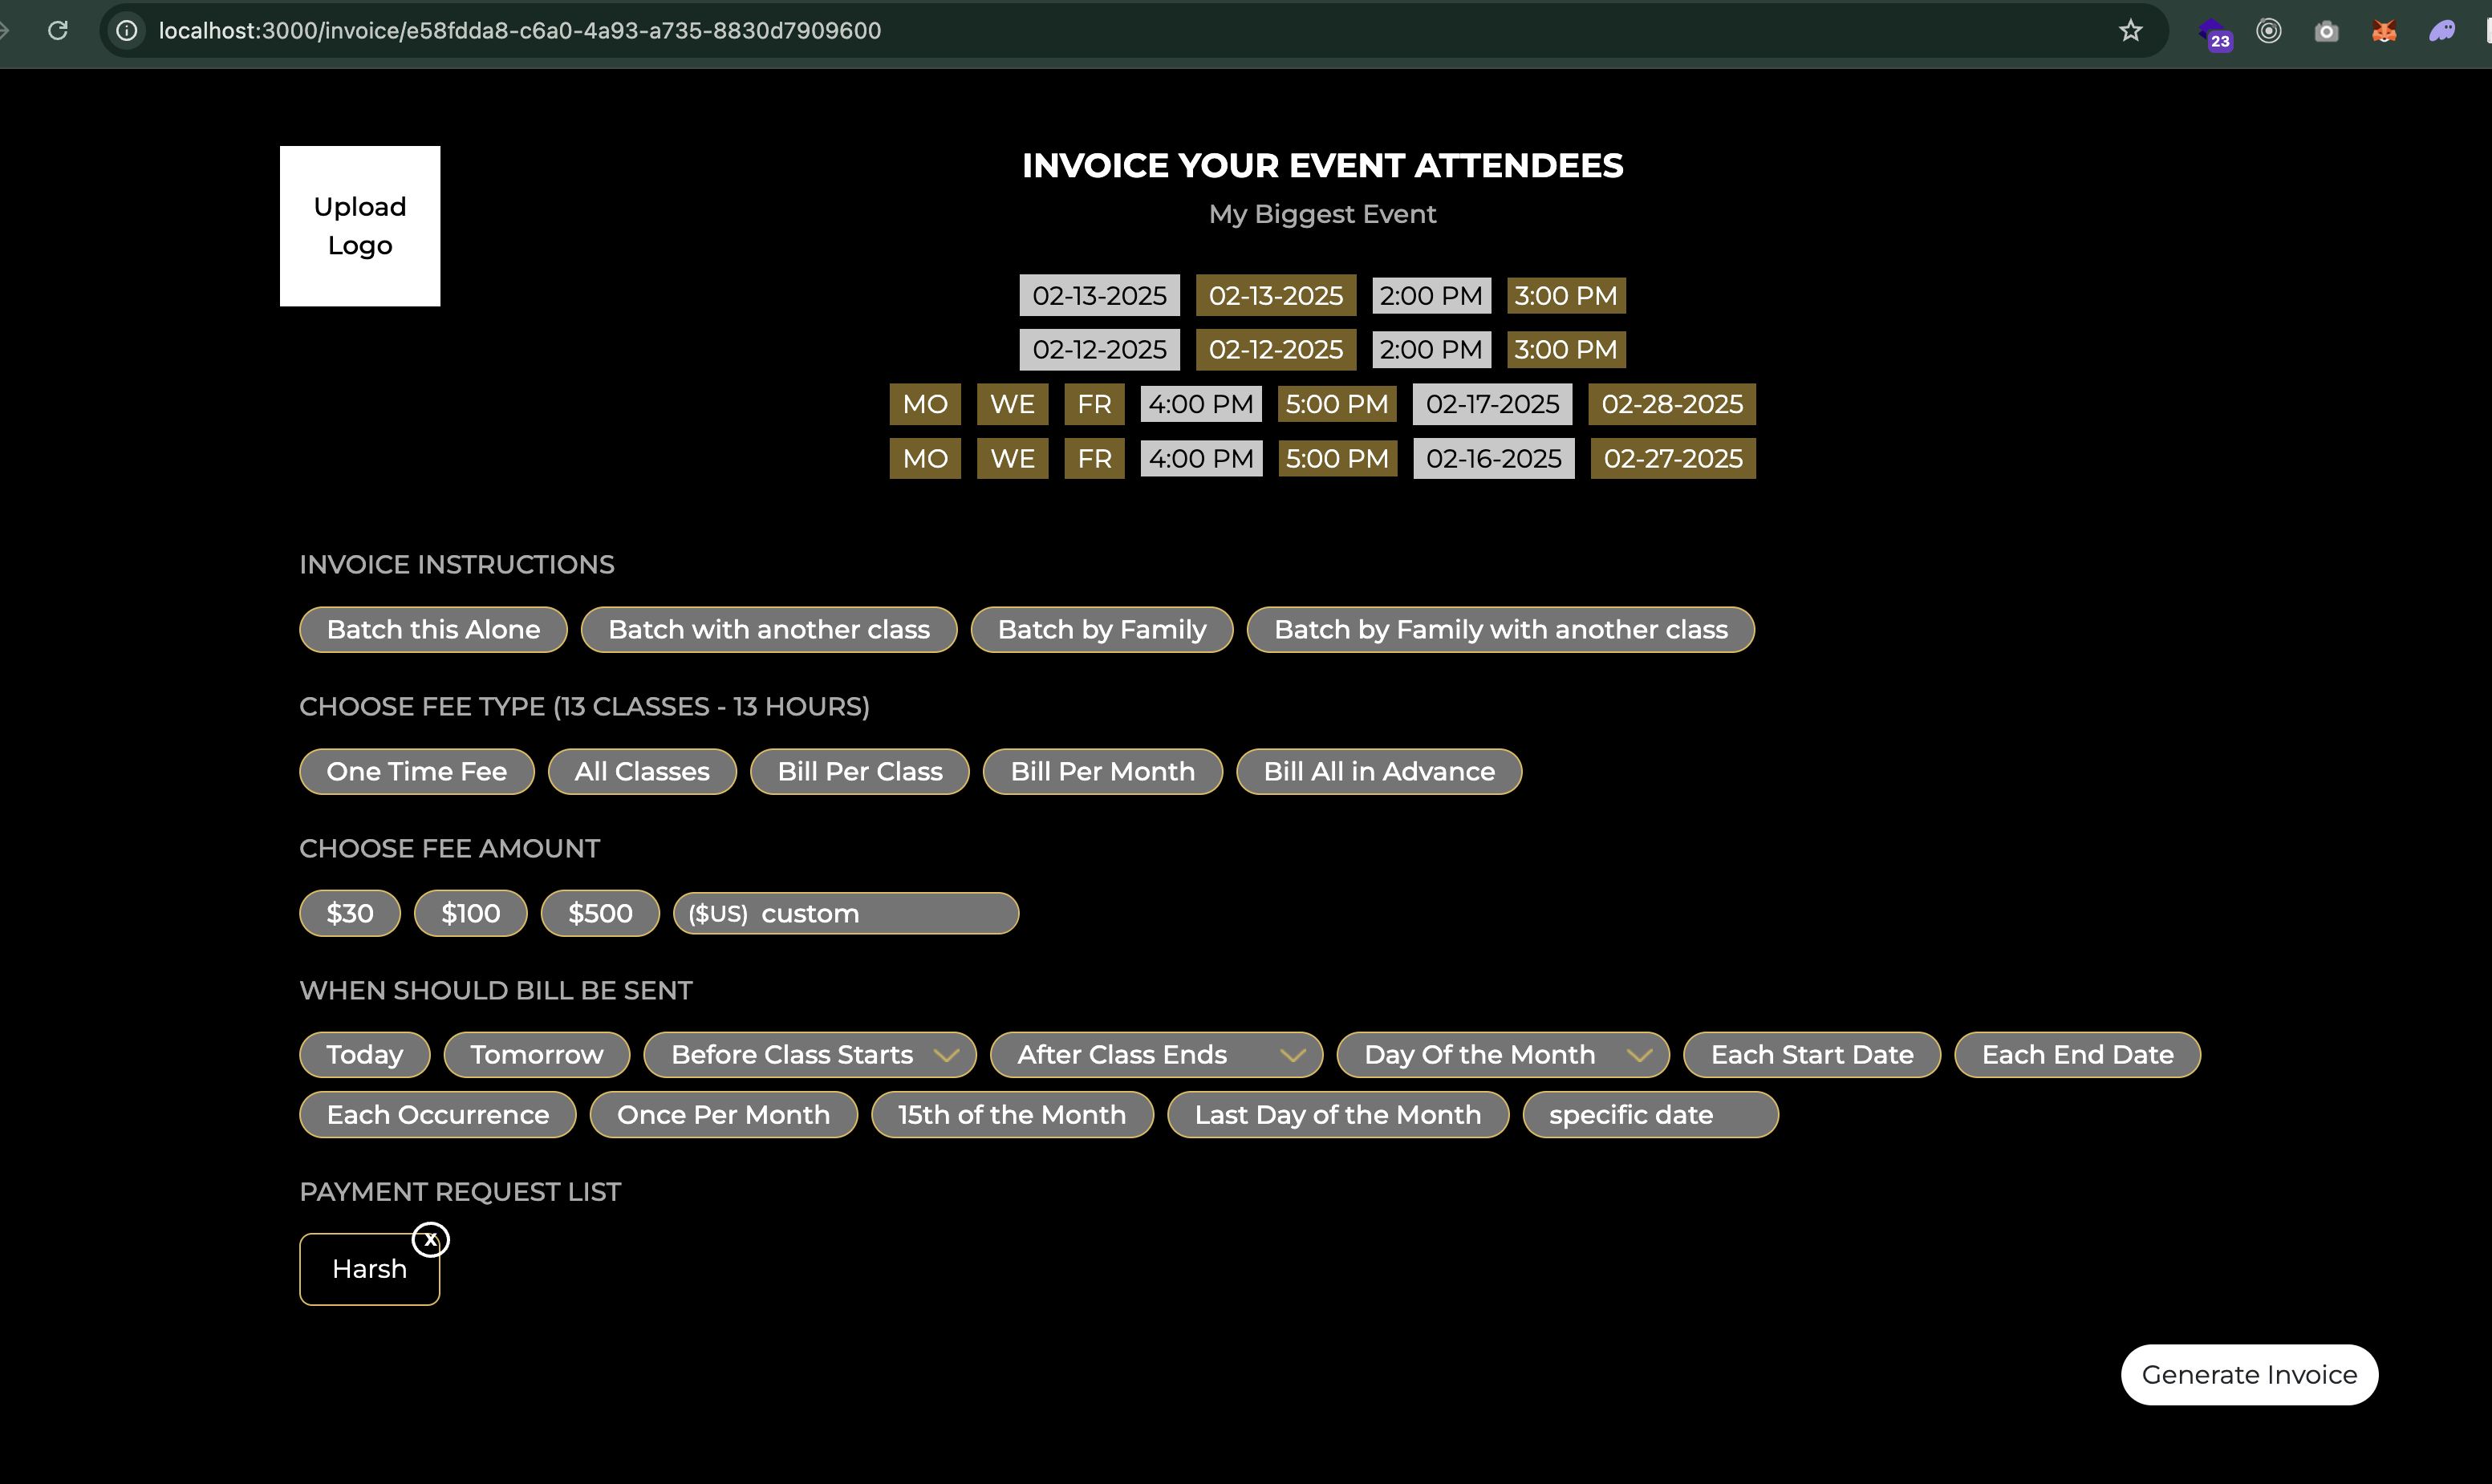 localhost:3000/invoice/e58fdda8-c6a0-4a93-a735-8830d7909600
23
Upload
Logo
INVOICE YOUR EVENT ATTENDEES
My Biggest Event
02-13-2025 02-13-2025 2:00 PM 3:00 PM
02-12-2025 02-12-2025 2:00 PM 3:00 PM
MO WE FR 4:00 PM 5:00 PM 02-17-2025 02-28-2025
MO WE FR 4:00 PM 5:00 PM 02-16-2025 02-27-2025
INVOICE INSTRUCTIONS
Batch this Alone Batch with another class Batch by Family Batch by Family with another class
CHOOSE FEE TYPE (13 CLASSES - 13 HOURS)
One Time Fee All Classes Bill Per Class Bill Per Month Bill All in Advance
CHOOSE FEE AMOUNT
$30 $100 $500 ($US) custom
WHEN SHOULD BILL BE SENT
Today Tomorrow Before Class Starts After Class Ends Day Of the Month Each Start Date Each End Date
Each Occurrence Once Per Month 15th of the Month Last Day of the Month specific date
PAYMENT REQUEST LIST
X
Harsh
Generate Invoice